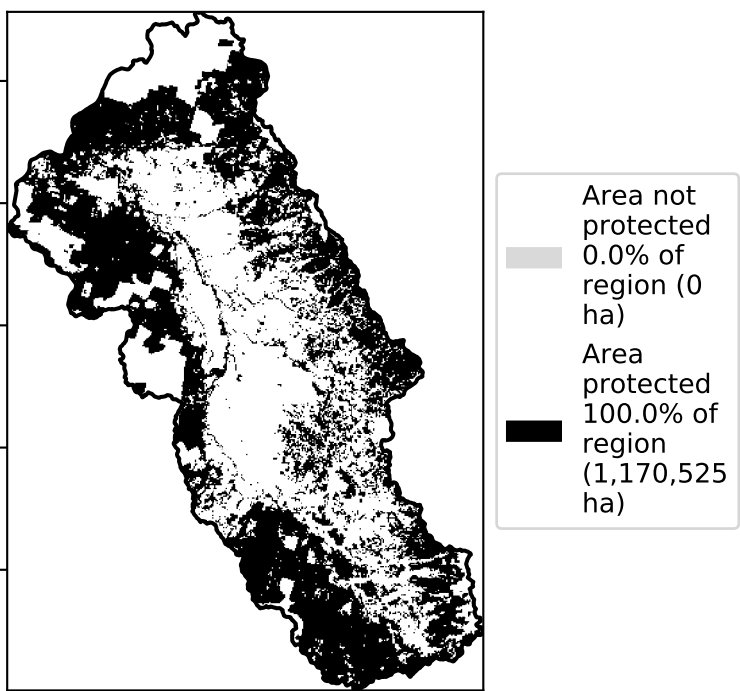 Area not
protected
0.0% of
region (0
ha)
Area
protected
100.0% of
region
(1,170,525
ha)